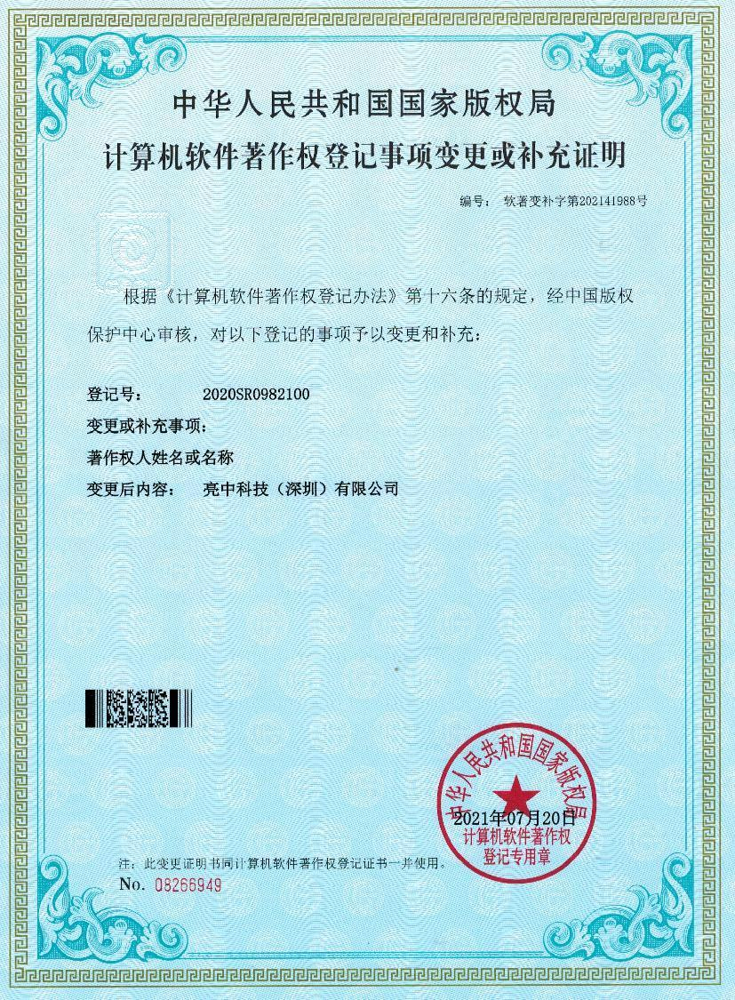 中华人民共和国国家版权局
计算机软件著作权登记事项变更或补充证明
编号： 软著变补字第202141988号
根据《计算机软件著作权登记办法》第十六条的规定，经中国版权
保护中心审核，对以下登记的事项予以变更和补充：
登记号： 2020SR0982100
变更或补充事项：
著作权人姓名或名称
变更后内容： 亮中科技（深圳）有限公司
中华人民共和国国家版权局
2021年07月20日
计算机软件著作权
登记专用章
注：此变更证明书同计算机软件著作权登记证书一并使用。
No. 08266949